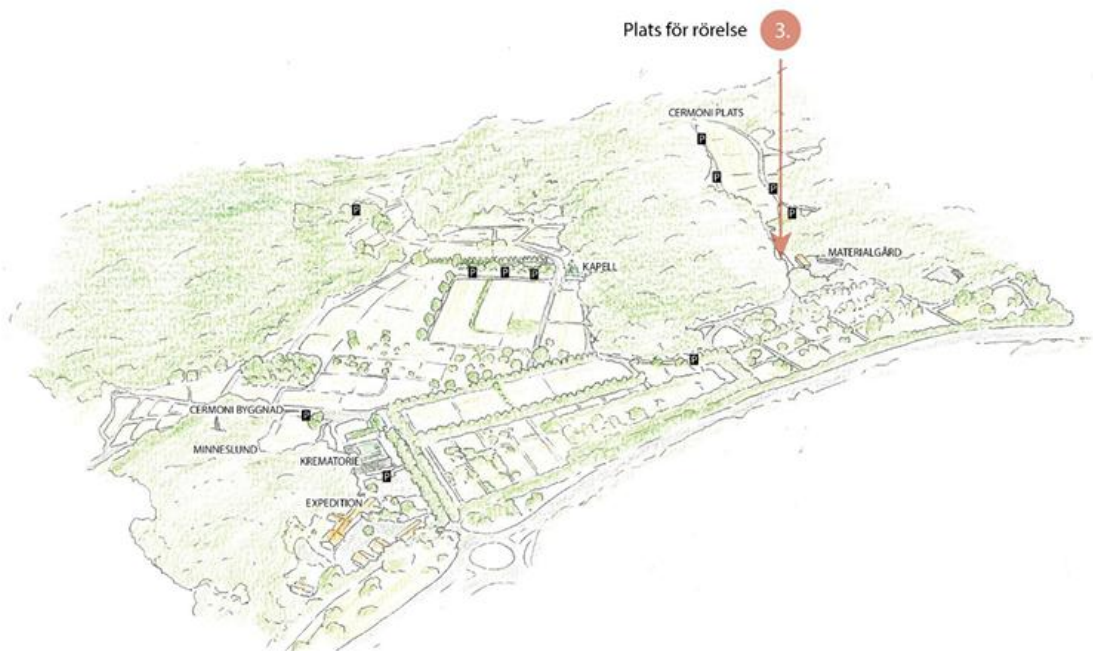 Plats för rörelse 3.
CERMONI PLATS
P
P
P
P
P
MATERIALGÅRD
KAPELL
P P P
P
CERMONI BYGGNAD
P
MINNESLUND
KREMATORIE
P
EXPEDITION